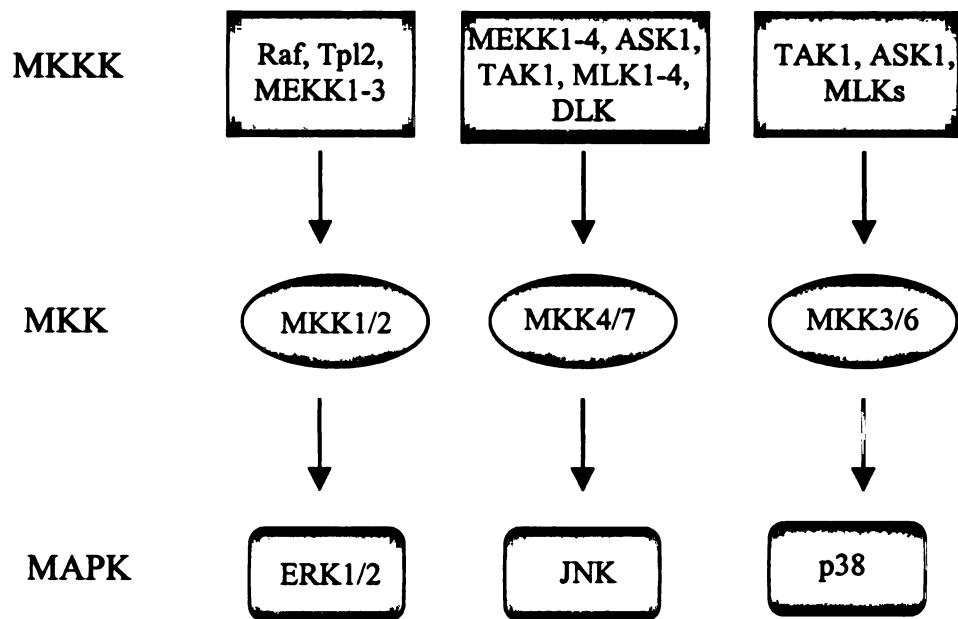 MKKK
Raf, Tpl2,
MEKK1-3
MEKK1-4, ASK1,
TAK1, MLK1-4,
DLK
TAK1, ASK1,
MLKs
MKK
MKK1/2
MKK4/7
MKK3/6
MAPK
ERK1/2
JNK
p38